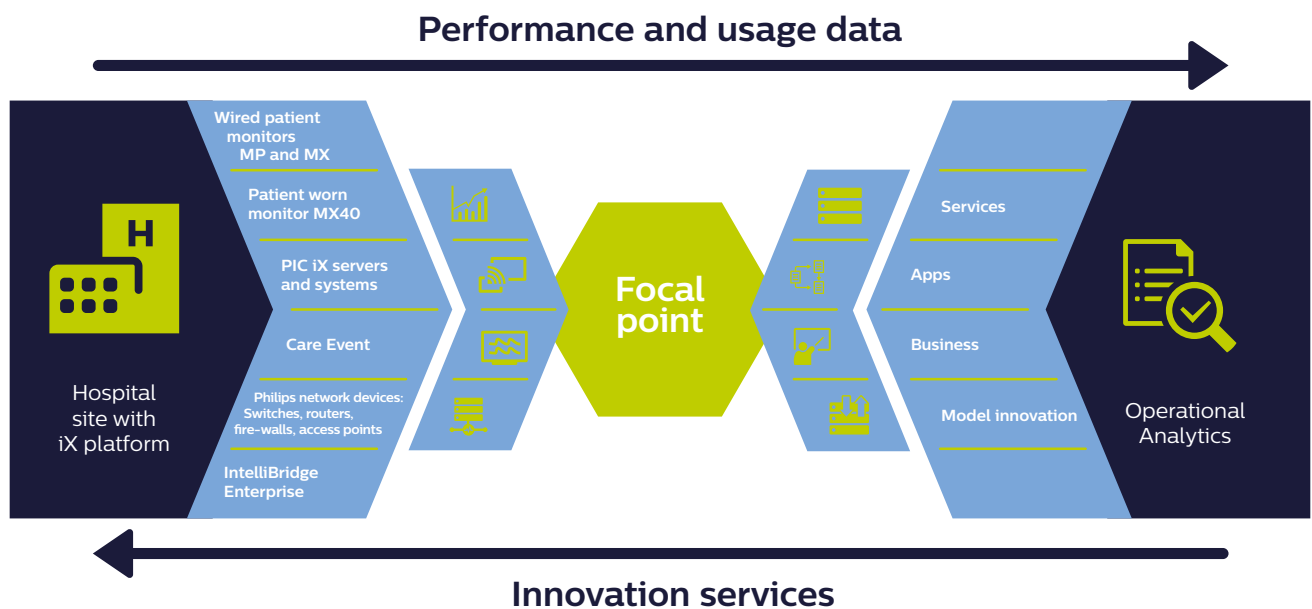 Performance and usage data
Wired patient
monitors
MP and MX
Patient worn
monitor MX40
PIC iX servers
and systems
Care Event
Philips network devices:
Switches, routers,
fire-walls, access points
IntelliBridge
Enterprise
H
Hospital
site with
iX platform
Focal
point
Services
Apps
Business
Model innovation
Operational
Analytics
Innovation services